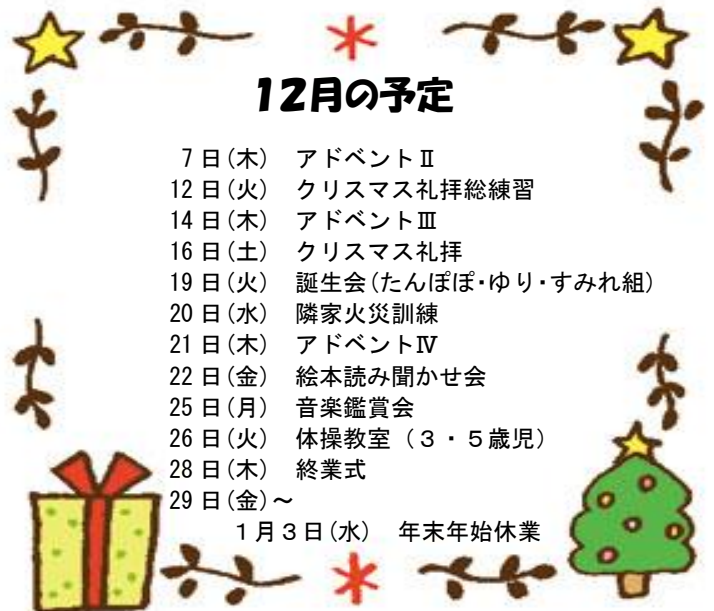 12月の予定
7日(木) アドベントⅡ
12日(火) クリスマス礼拝総練習
14日(木) アドベントⅢ
16日(土) クリスマス礼拝
19日(火) 誕生会(たんぽぽ・ゆり・すみれ組)
20日(水) 隣家火災訓練
21日(木) アドベントⅣ
22日(金) 絵本読み聞かせ会
25日(月) 音楽鑑賞会
26日(火) 体操教室（３・５歳児）
28日(木) 終業式
29日(金)～
１月３日(水) 年末年始休業